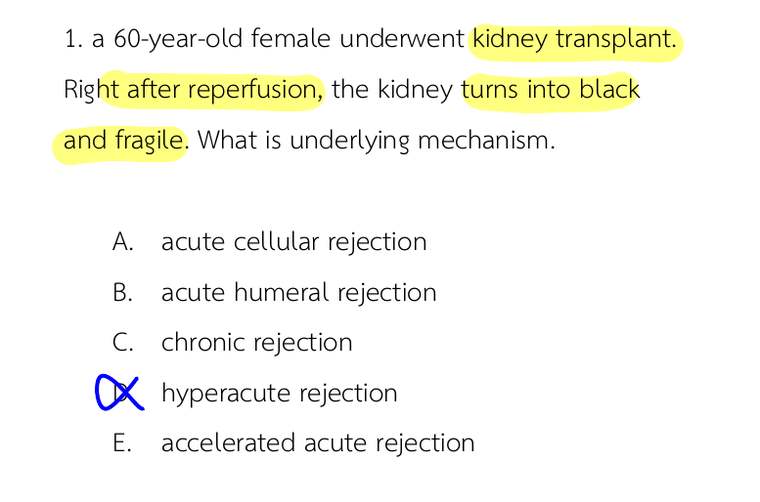 1. a 60-year-old female underwent kidney transplant.
Right after reperfusion, the kidney turns into black
and fragile. What is underlying mechanism.
A. acute cellular rejection
B. acute humeral rejection
C. chronic rejection
D. hyperacute rejection
E. accelerated acute rejection